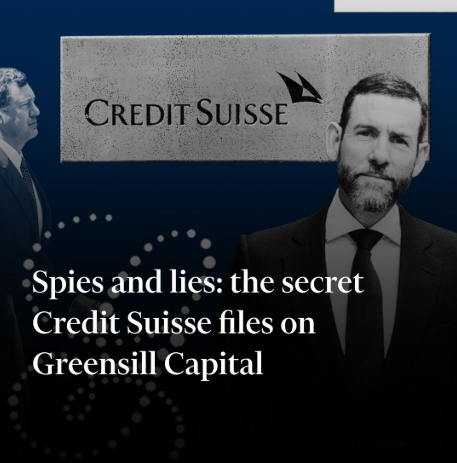 CREDIT SUISSE
Spies and lies: the secret
Credit Suisse files on
Greensill Capital